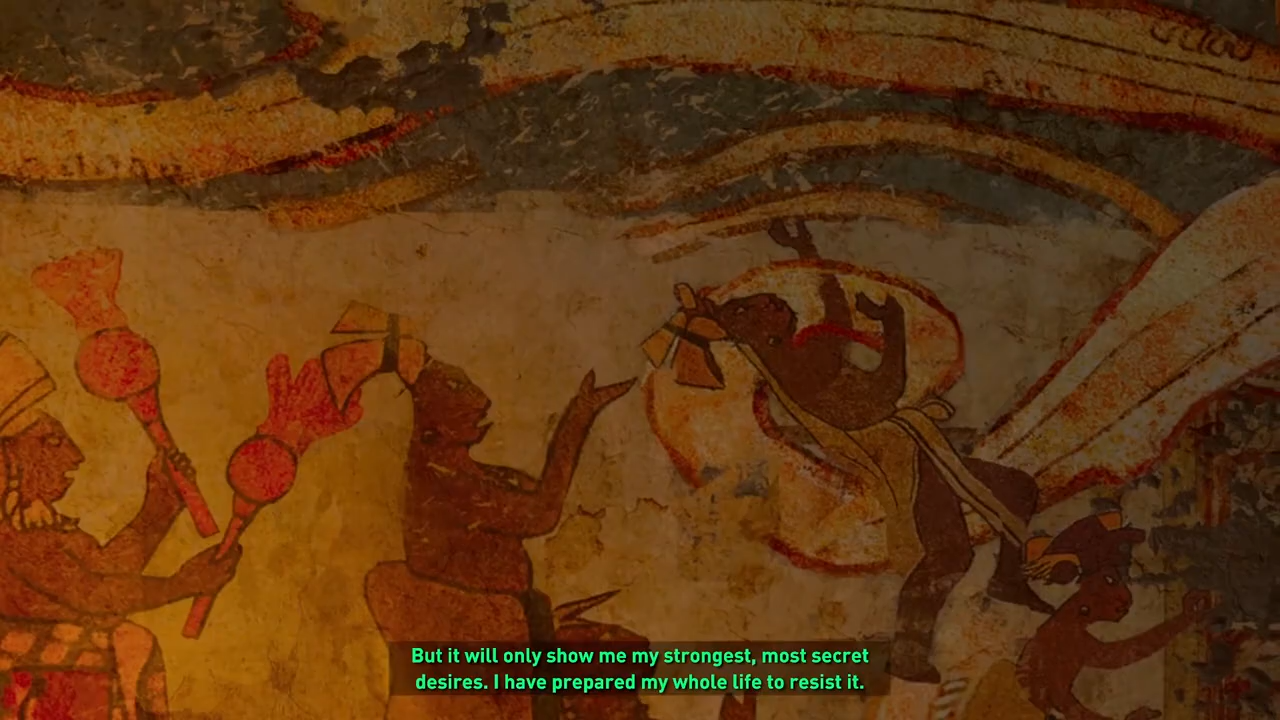 But it will only show me my strongest, most secret
desires. I have prepared my whole life to resist it.